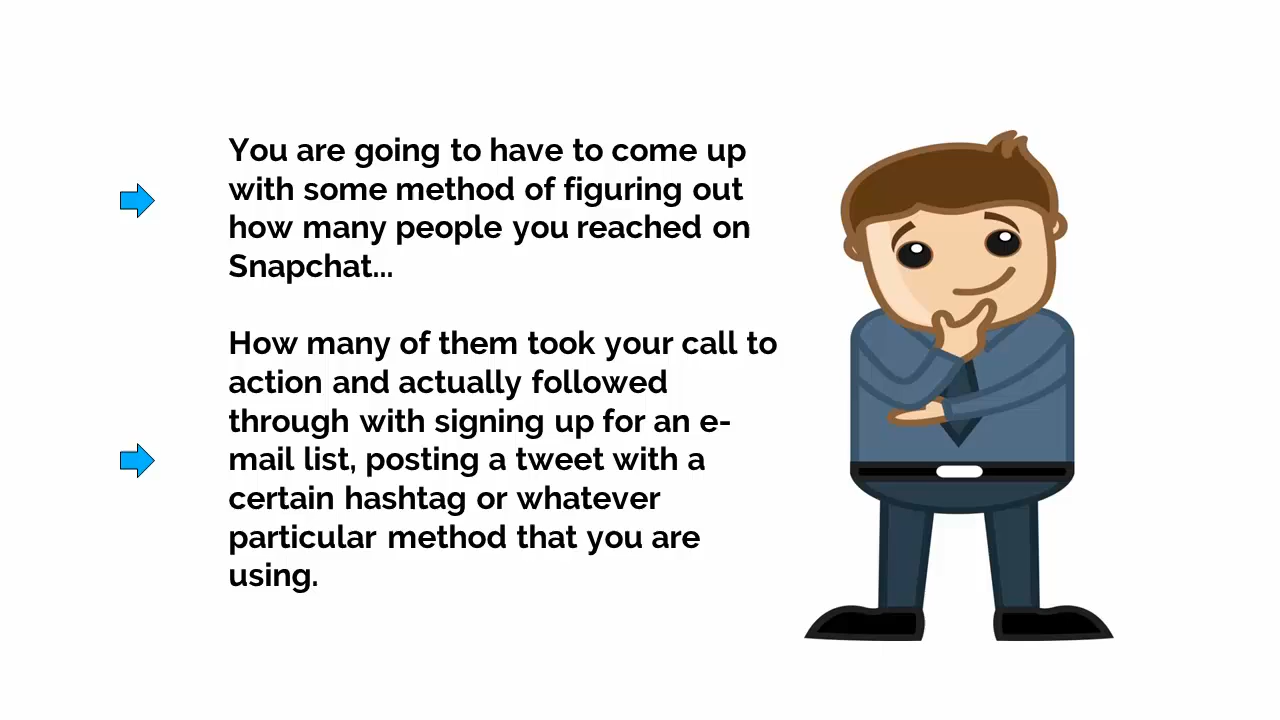 You are going to have to come up
with some method of figuring out
how many people you reached on
Snapchat...
How many of them took your call to
action and actually followed
through with signing up for an e-
mail list, posting a tweet with a
certain hashtag or whatever
particular method that you are
using.